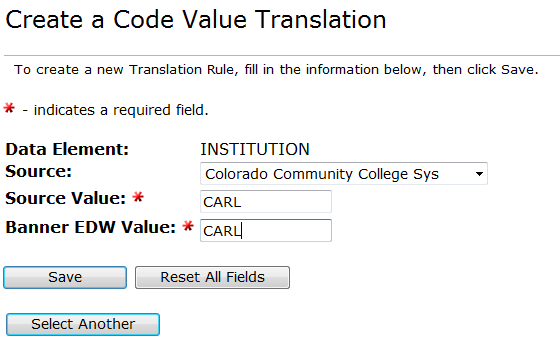 Create a Code Value Translation
To create a new Translation Rule, fill in the information below, then click Save.
* - indicates a required field.
Data Element: INSTITUTION
Source: Colorado Community College Sys
Source Value: * CARL
Banner EDW Value: * CARL
Save Reset All Fields
Select Another